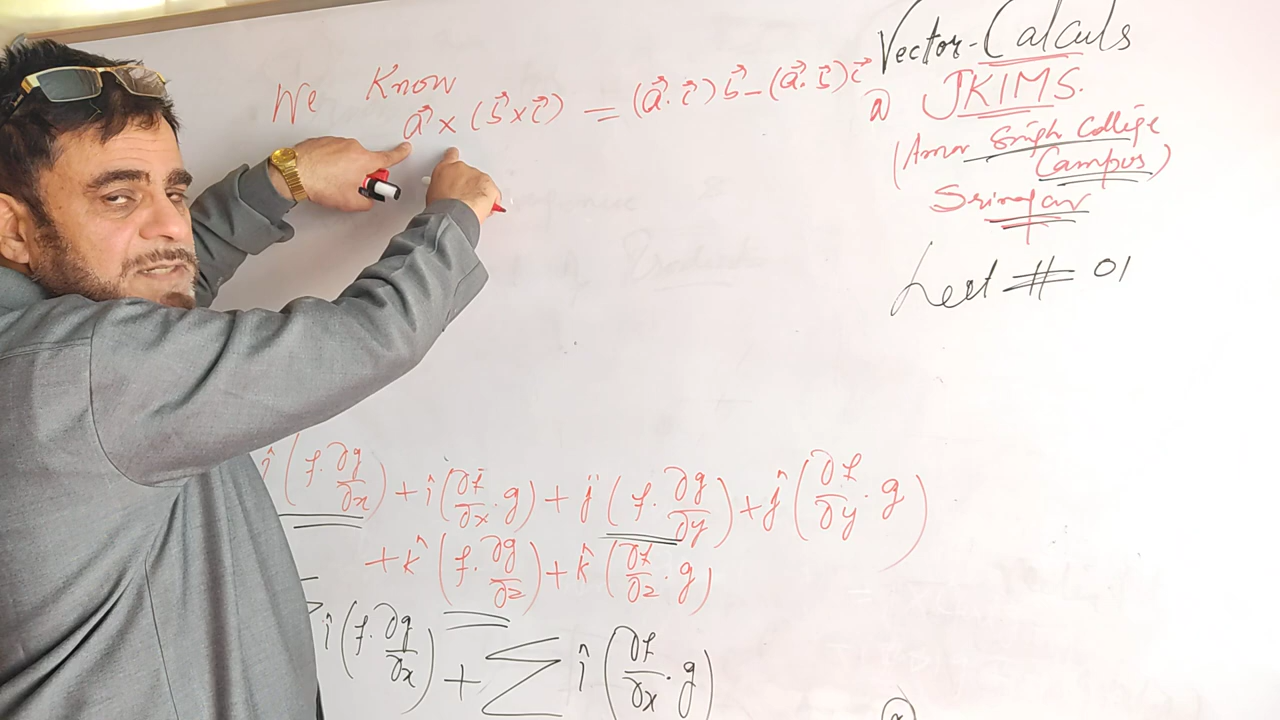 Vector-Calculs
We Know
a⃗ × (b⃗ × c⃗) = (a⃗ . c⃗) b⃗ – (a⃗ . b⃗) c⃗
@ JKIMS.
(Amar Singh College
Campus)
Srinagar
Lect # 01
î (f. ∂g/∂x) + î (∂f/∂x . g) + ĵ (f. ∂g/∂y) + ĵ (∂f/∂y . g)
+ k̂ (f. ∂g/∂z) + k̂ (∂f/∂z . g)
∑ î (f. ∂g/∂x) + ∑ î (∂f/∂x . g)